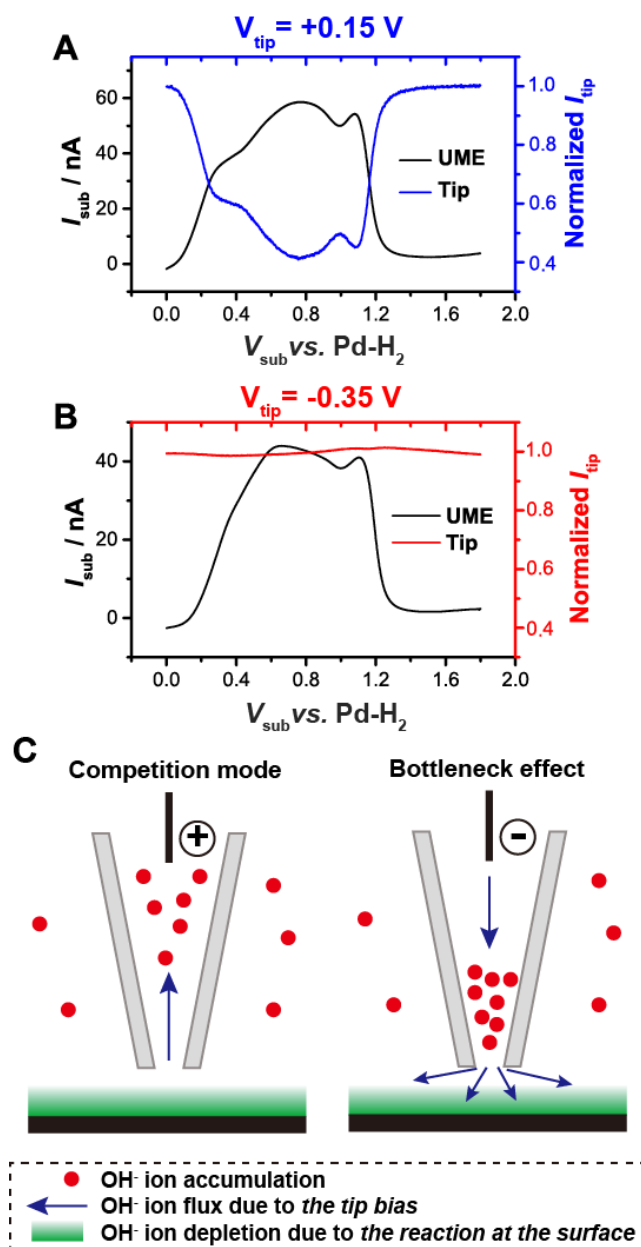 A
V_tip = +0.15 V
I_sub / nA
60
40
20
0
UME
Tip
1.0
0.8
0.6
0.4
Normalized I_tip
0.0 0.4 0.8 1.2 1.6 2.0
V_sub vs. Pd-H₂
B
V_tip = -0.35 V
I_sub / nA
40
20
0
UME
Tip
1.0
0.8
0.6
0.4
Normalized I_tip
0.0 0.4 0.8 1.2 1.6 2.0
V_sub vs. Pd-H₂
C
Competition mode
Bottleneck effect
+
-
OH⁻ ion accumulation
OH⁻ ion flux due to the tip bias
OH⁻ ion depletion due to the reaction at the surface